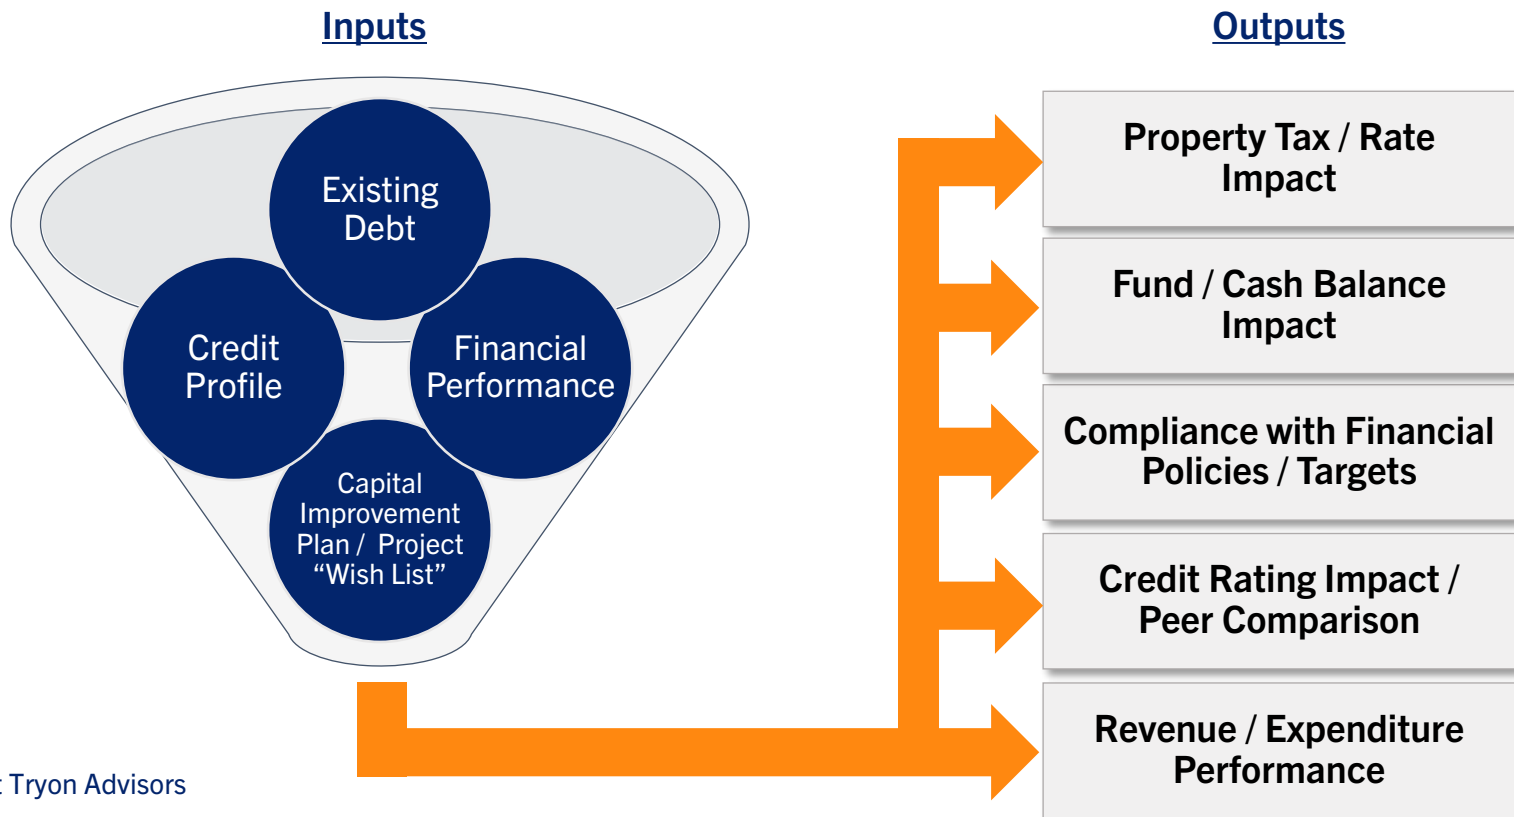 Inputs
Outputs
Existing
Debt
Credit
Profile
Financial
Performance
Capital
Improvement
Plan / Project
“Wish List”
Property Tax / Rate
Impact
Fund / Cash Balance
Impact
Compliance with Financial
Policies / Targets
Credit Rating Impact /
Peer Comparison
Revenue / Expenditure
Performance
Tryon Advisors